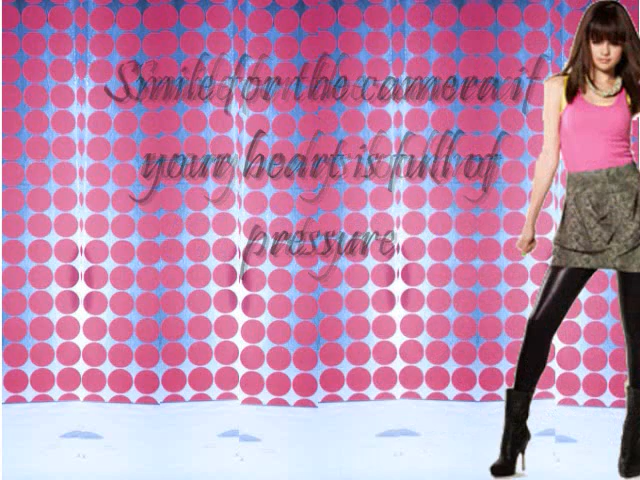 Smile for the camera if
your heart is full of
pressure